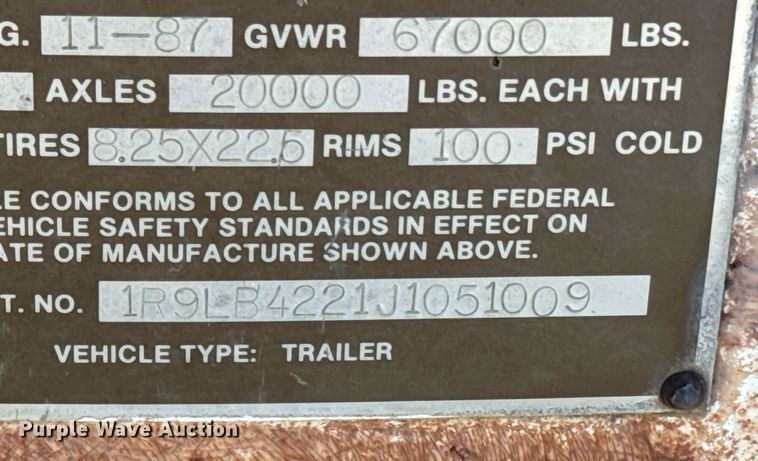 G. 11-87 GVWR 67000 LBS.
AXLES 20000 LBS. EACH WITH
TIRES 8.25X22.5 RIMS 100 PSI COLD
LE CONFORMS TO ALL APPLICABLE FEDERAL
EHICLE SAFETY STANDARDS IN EFFECT ON
ATE OF MANUFACTURE SHOWN ABOVE.
T. NO. 1R9LB4221J1051009
VEHICLE TYPE: TRAILER
Purple Wave Auction